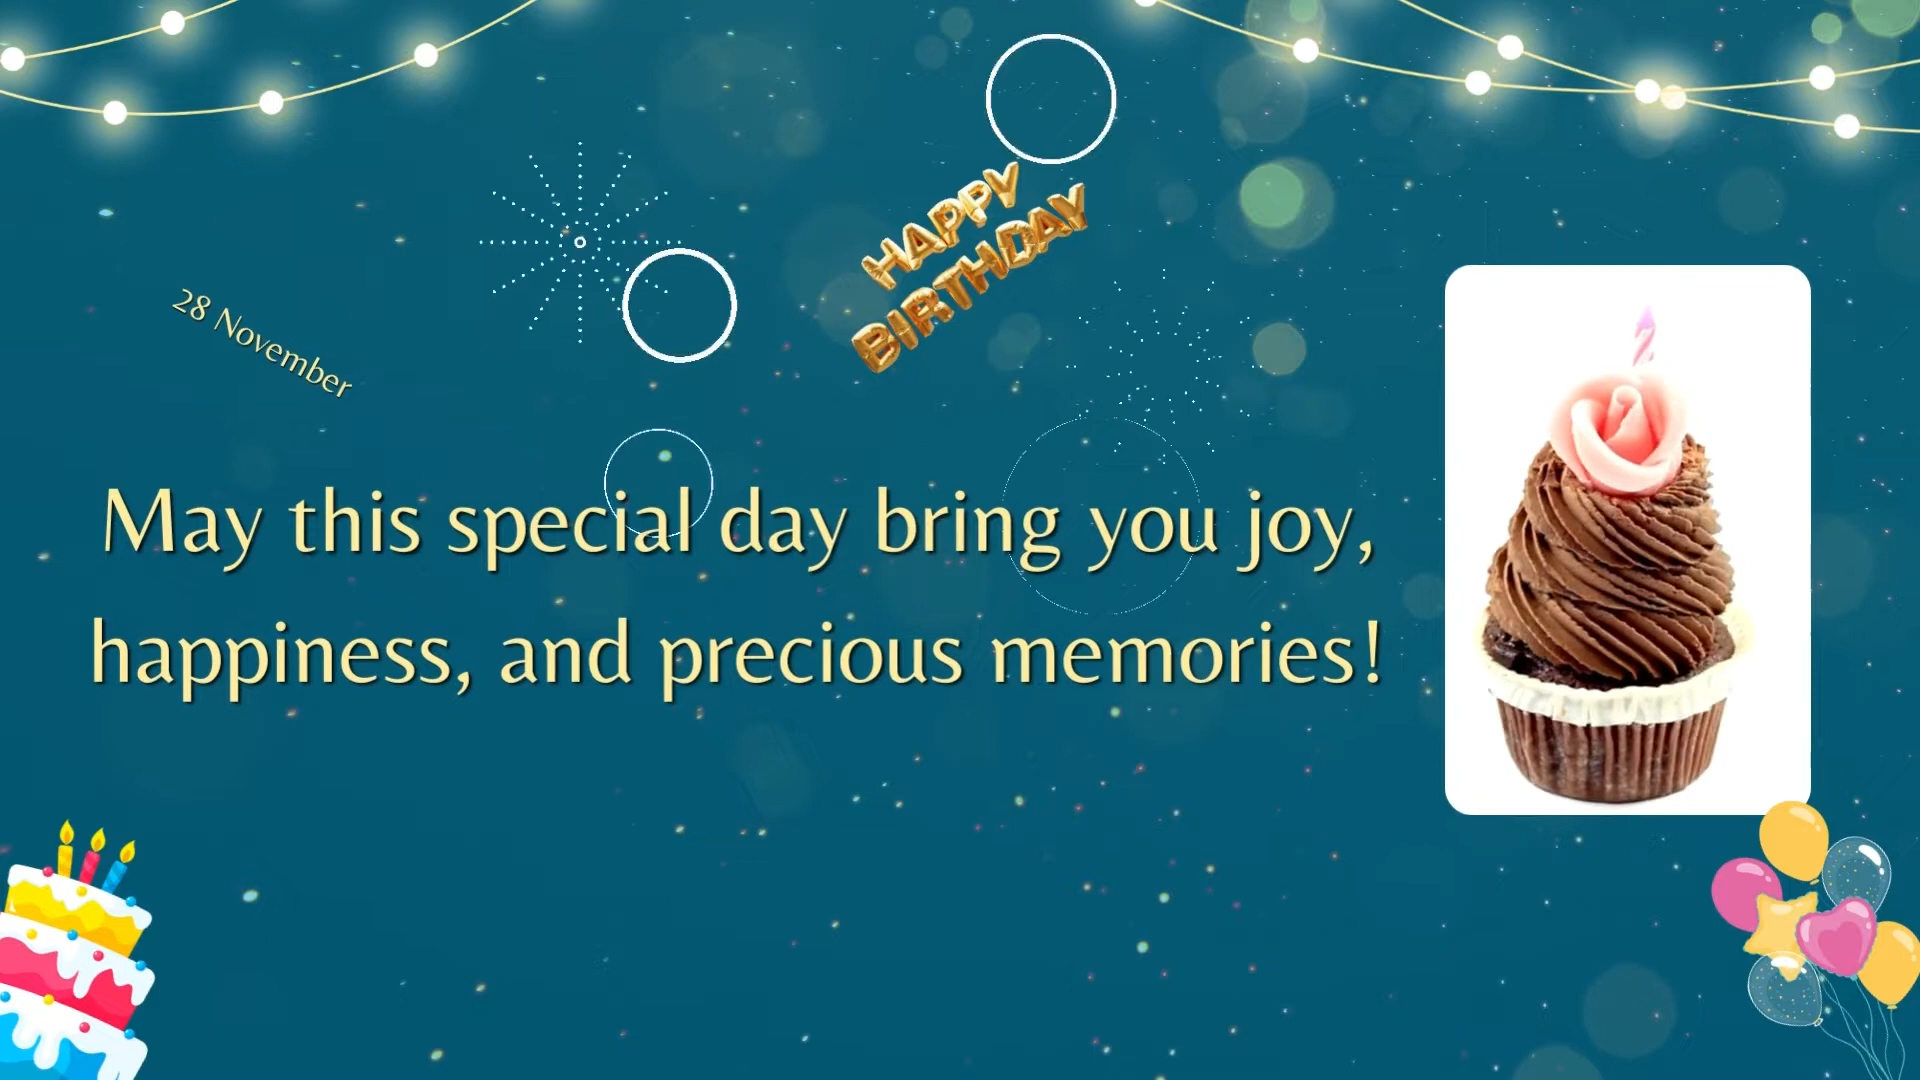 HAPPY
BIRTHDAY
28 November
May this special day bring you joy,
happiness, and precious memories!